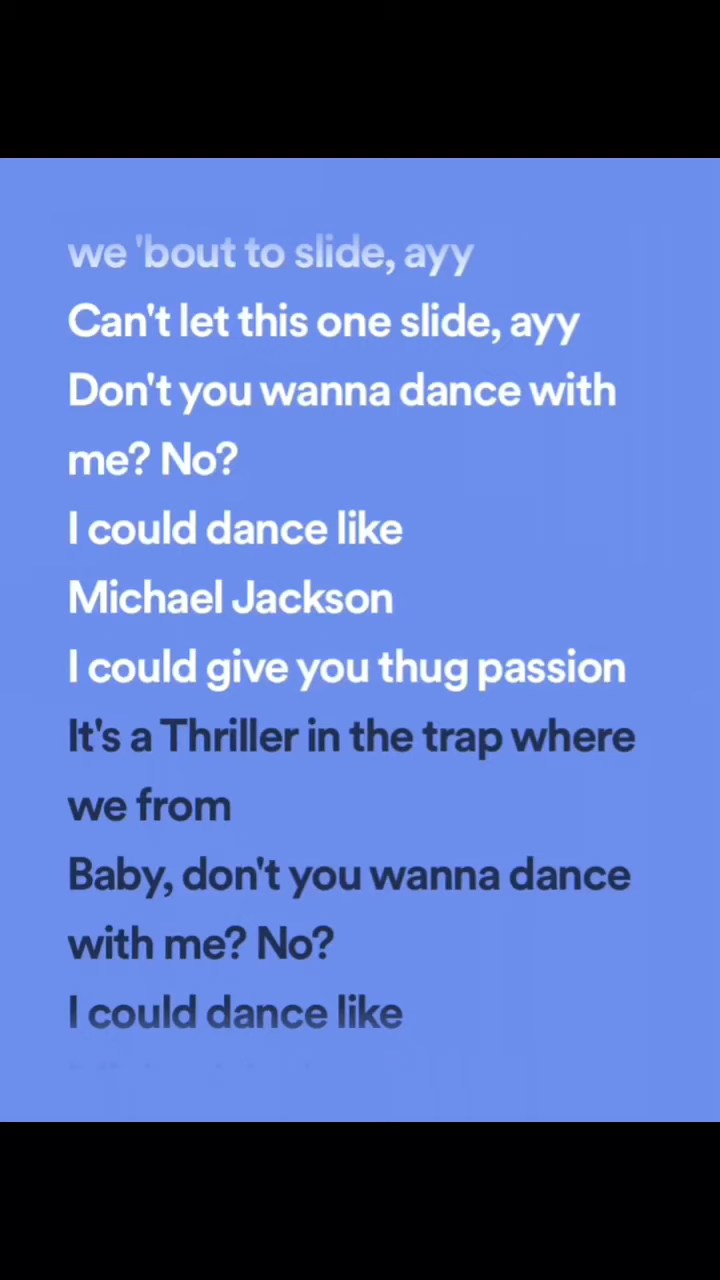 we 'bout to slide, ayy
Can't let this one slide, ayy
Don't you wanna dance with
me? No?
I could dance like
Michael Jackson
I could give you thug passion
It's a Thriller in the trap where
we from
Baby, don't you wanna dance
with me? No?
I could dance like